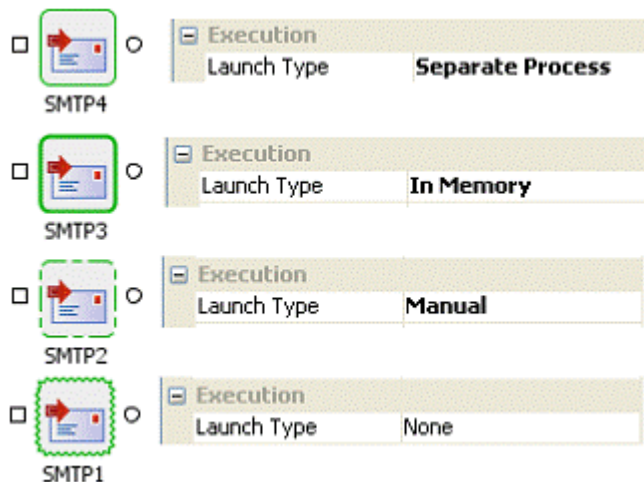 Execution
Launch Type Separate Process
SMTP4
Execution
Launch Type In Memory
SMTP3
Execution
Launch Type Manual
SMTP2
Execution
Launch Type None
SMTP1